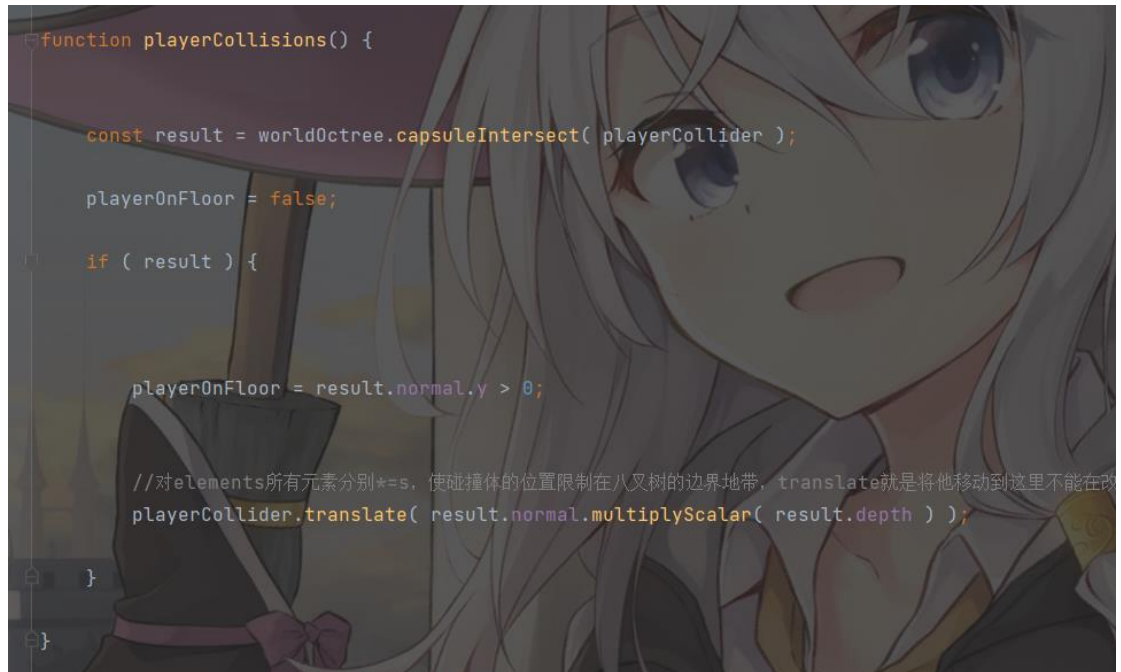 function playerCollisions() {
const result = worldOctree.capsuleIntersect( playerCollider );
playerOnFloor = false;
if ( result ) {
playerOnFloor = result.normal.y > 0;
//对elements所有元素分别*=s，使碰撞体的位置限制在八叉树的边界地带，translate就是将他移动到这里不能在改
playerCollider.translate( result.normal.multiplyScalar( result.depth ) );
}
}